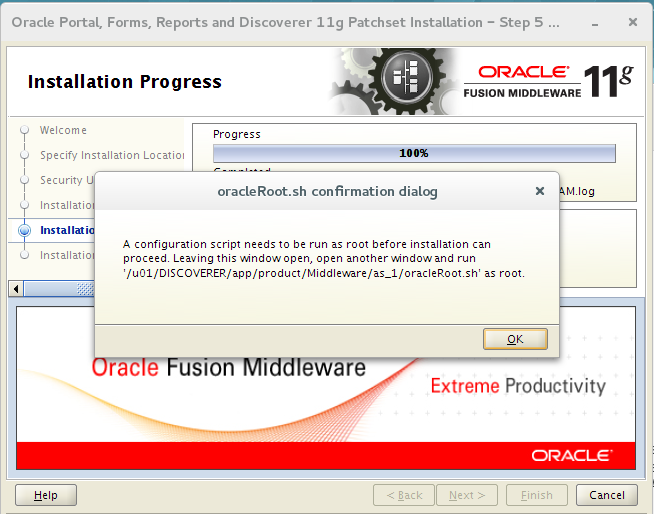 Oracle Portal, Forms, Reports and Discoverer 11g Patchset Installation – Step 5 ...
Installation Progress
ORACLE
FUSION MIDDLEWARE
11g
Welcome
Specify Installation Location
Security U
Installation
Installatio
Installation
Progress
100%
Completed
AM.log
oracleRoot.sh confirmation dialog
A configuration script needs to be run as root before installation can
proceed. Leaving this window open, open another window and run
'/u01/DISCOVERER/app/product/Middleware/as_1/oracleRoot.sh' as root.
OK
Oracle Fusion Middleware
Extreme Productivity
ORACLE
Help
< Back
Next >
Finish
Cancel